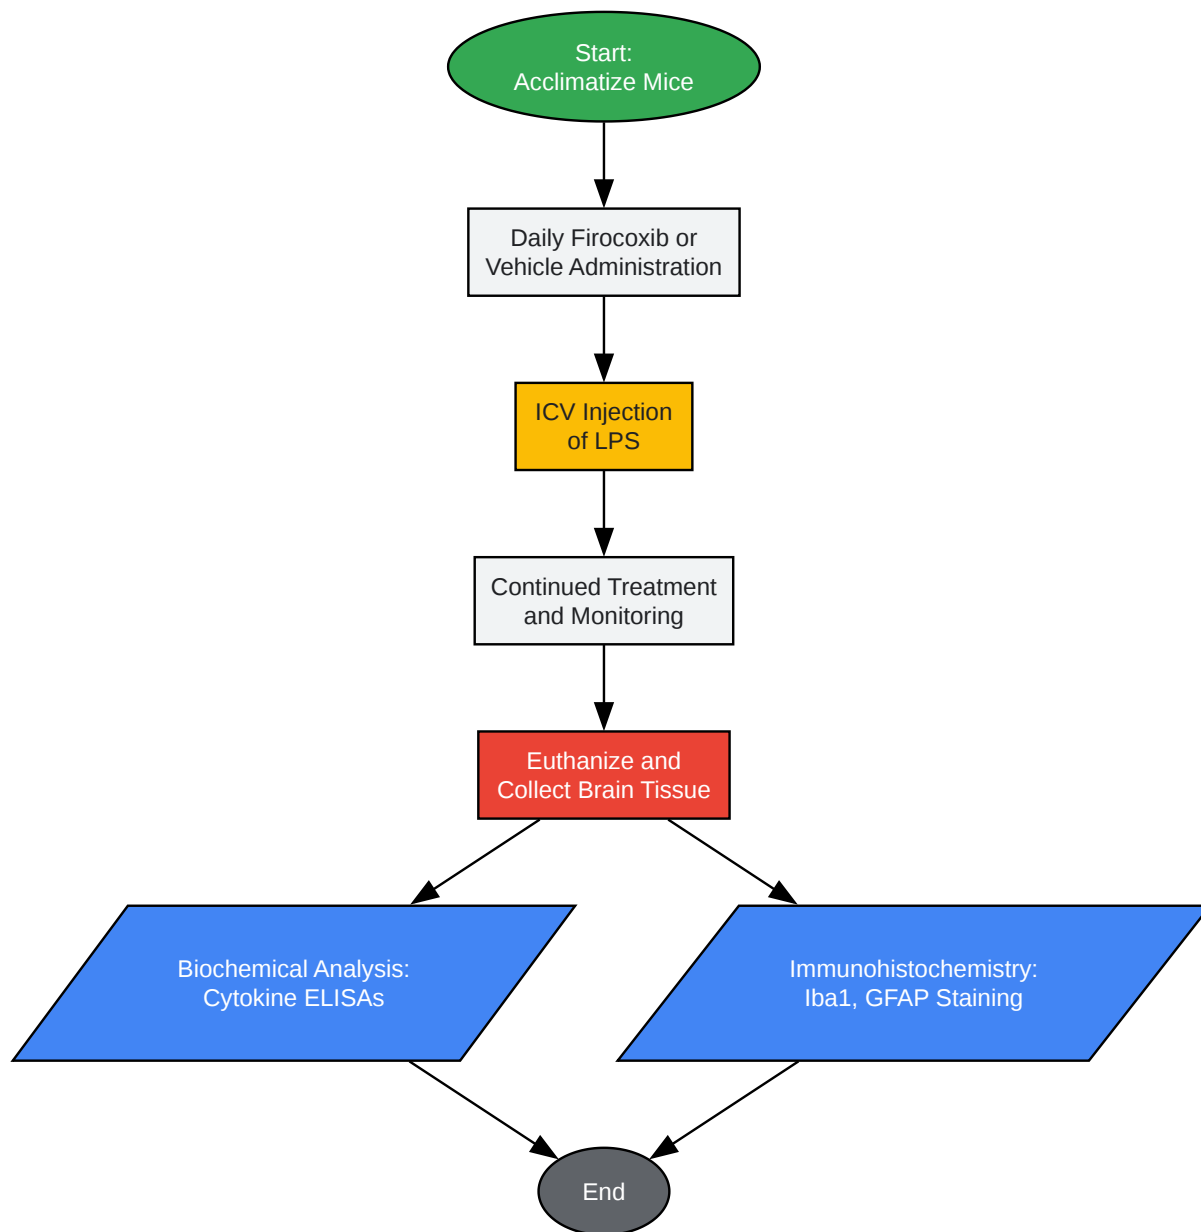 Start:
Acclimatize Mice
Daily Firocoxib or
Vehicle Administration
ICV Injection
of LPS
Continued Treatment
and Monitoring
Euthanize and
Collect Brain Tissue
Biochemical Analysis:
Cytokine ELISAs
Immunohistochemistry:
Iba1, GFAP Staining
End